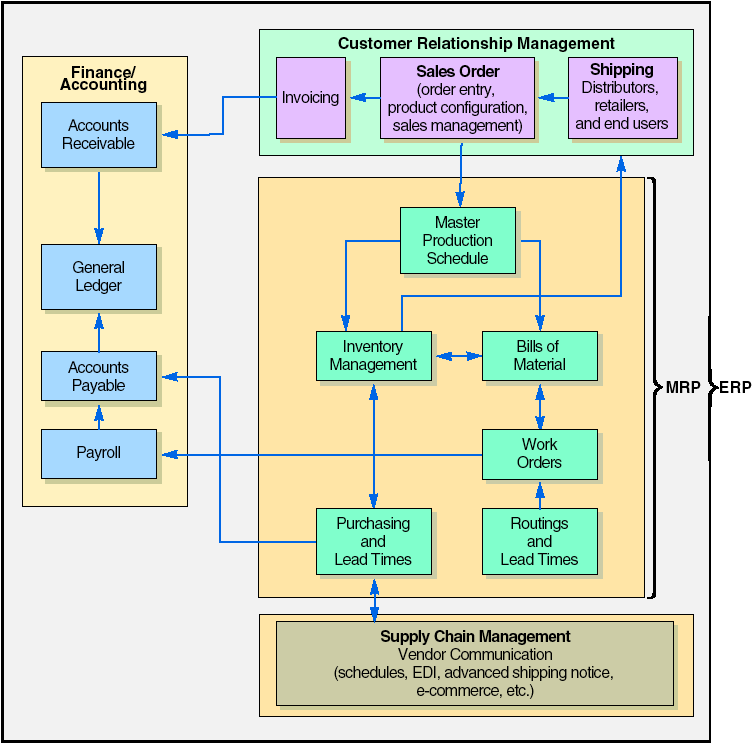 Customer Relationship Management
Invoicing
Sales Order
(order entry,
product configuration,
sales management)
Shipping
Distributors,
retailers,
and end users
Finance/
Accounting
Accounts
Receivable
General
Ledger
Accounts
Payable
Payroll
Master
Production
Schedule
Inventory
Management
Bills of
Material
Work
Orders
Purchasing
and
Lead Times
Routings
and
Lead Times
MRP
ERP
Supply Chain Management
Vendor Communication
(schedules, EDI, advanced shipping notice,
e-commerce, etc.)